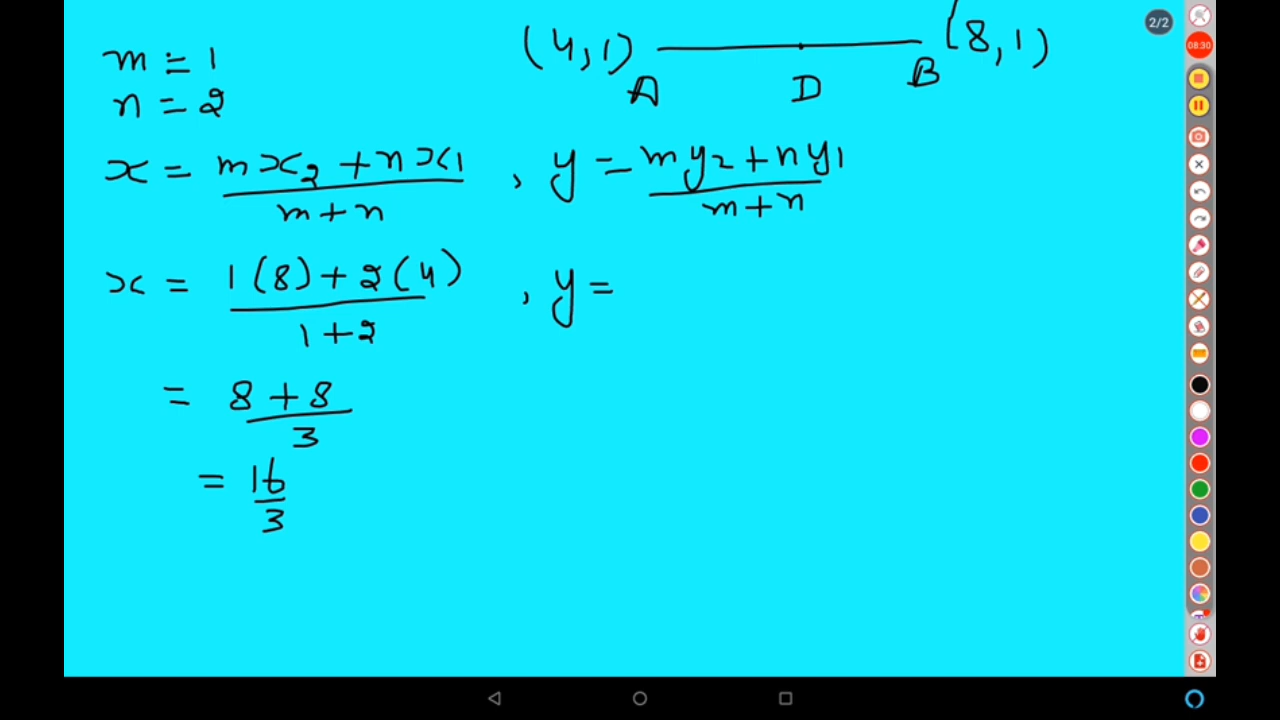 (4,1) (8,1)
A D B
m = 1
n = 2
x = mx₂ + nx₁ / m+n , y = my₂ + ny₁ / m+n
x = 1(8) + 2(4) / 1+2 , y =
= 8 + 8 / 3
= 16 / 3
2/2
08:30